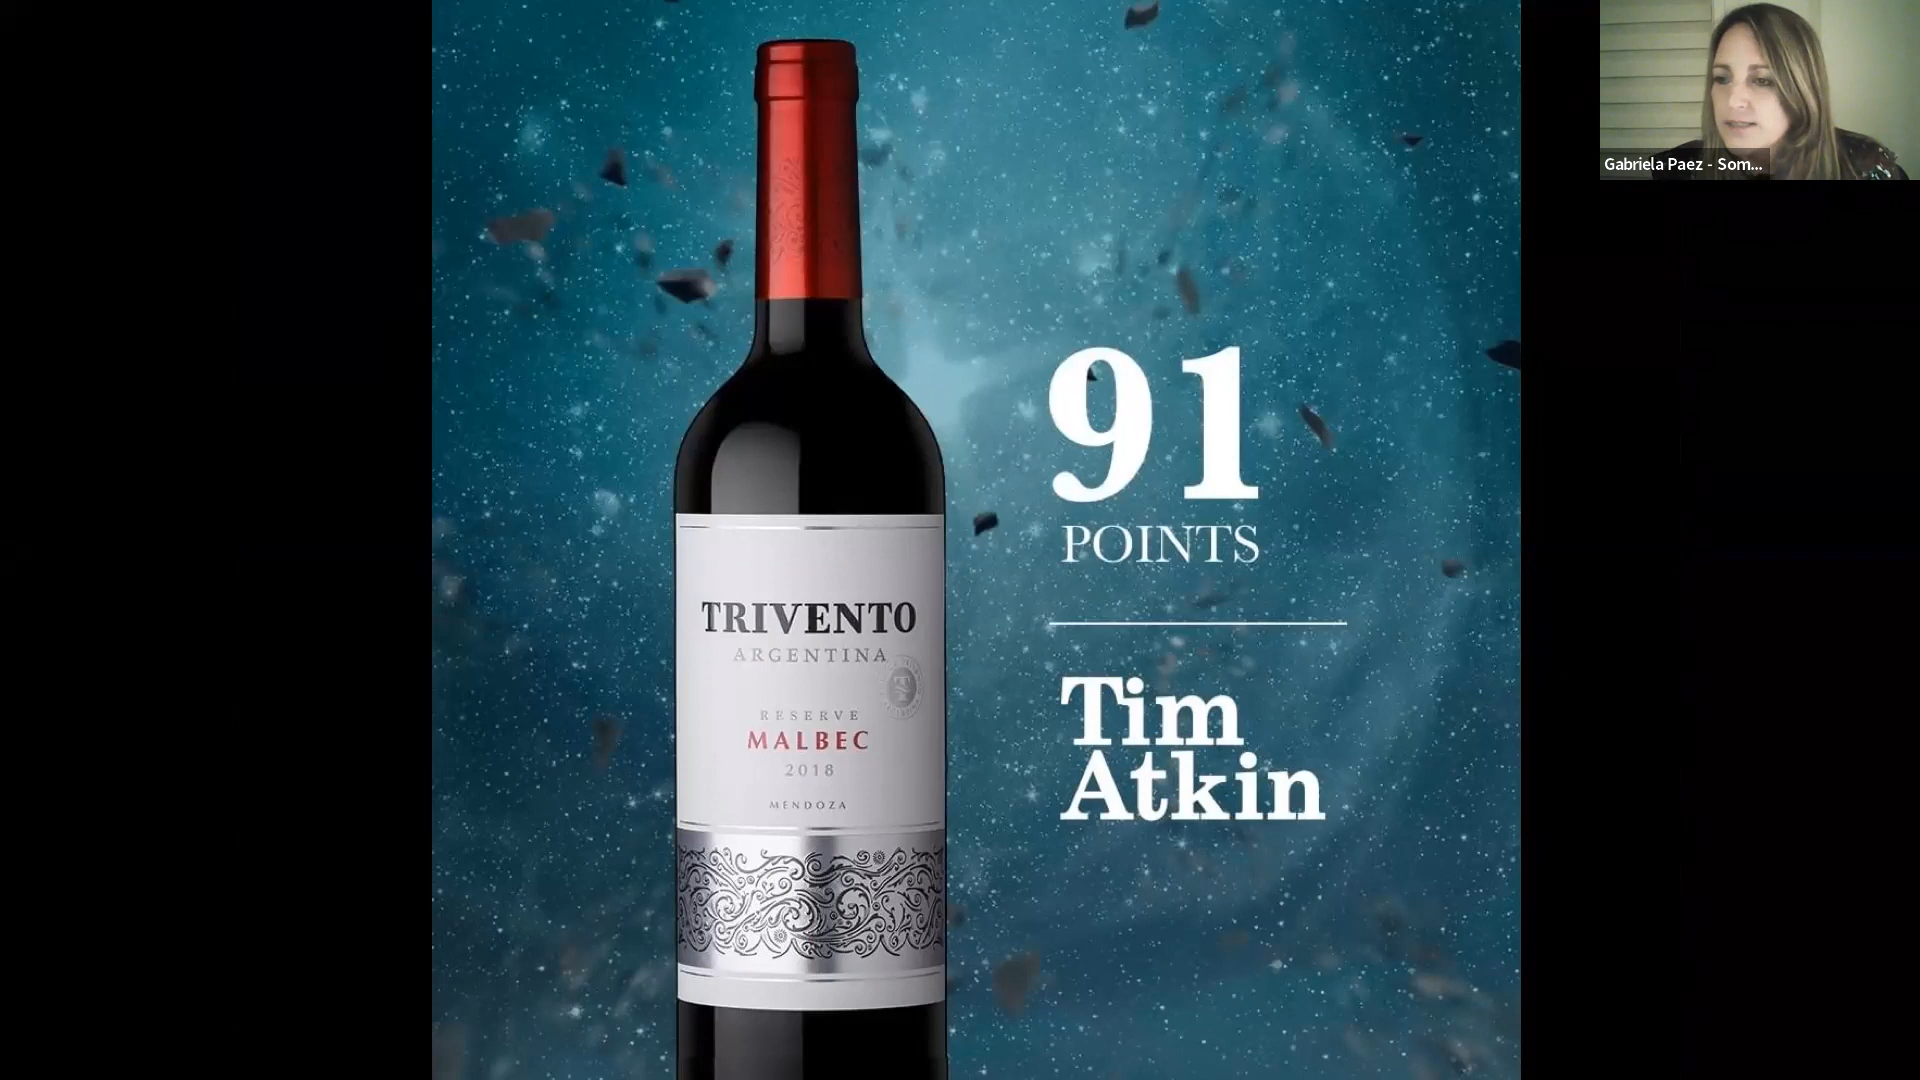 Gabriela Paez - Som...
91
POINTS
Tim
Atkin
TRIVENTO
ARGENTINA
RESERVE
MALBEC
2018
MENDOZA